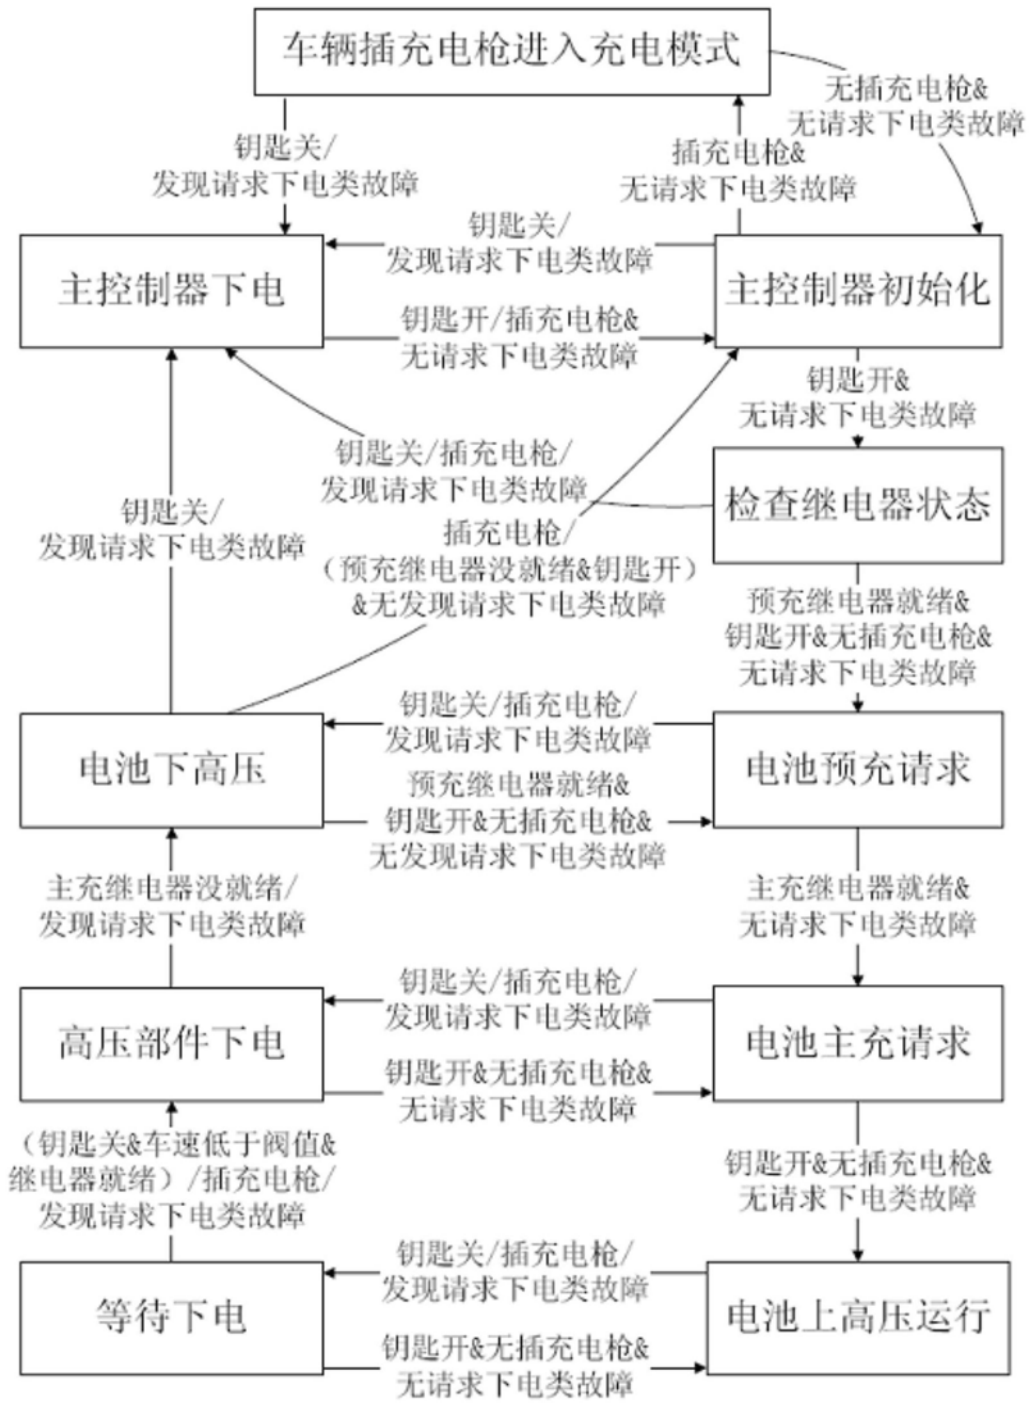 车辆插充电枪进入充电模式
无插充电枪&
无请求下电类故障
钥匙关/
发现请求下电类故障
插充电枪&
无请求下电类故障
主控制器下电
钥匙关/
发现请求下电类故障
钥匙开/插充电枪&
无请求下电类故障
主控制器初始化
钥匙开&
无请求下电类故障
钥匙关/插充电枪/
发现请求下电类故障
检查继电器状态
钥匙关/
发现请求下电类故障
插充电枪/
（预充继电器没就绪&钥匙开）
&无发现请求下电类故障
预充继电器就绪&
钥匙开&无插充电枪&
无请求下电类故障
电池下高压
钥匙关/插充电枪/
发现请求下电类故障
预充继电器就绪&
钥匙开&无插充电枪&
无发现请求下电类故障
电池预充请求
主充继电器没就绪/
发现请求下电类故障
主充继电器就绪&
无请求下电类故障
高压部件下电
钥匙关/插充电枪/
发现请求下电类故障
钥匙开&无插充电枪&
无请求下电类故障
电池主充请求
（钥匙关&车速低于阀值&
继电器就绪）/插充电枪/
发现请求下电类故障
钥匙开&无插充电枪&
无请求下电类故障
等待下电
钥匙关/插充电枪/
发现请求下电类故障
钥匙开&无插充电枪&
无请求下电类故障
电池上高压运行